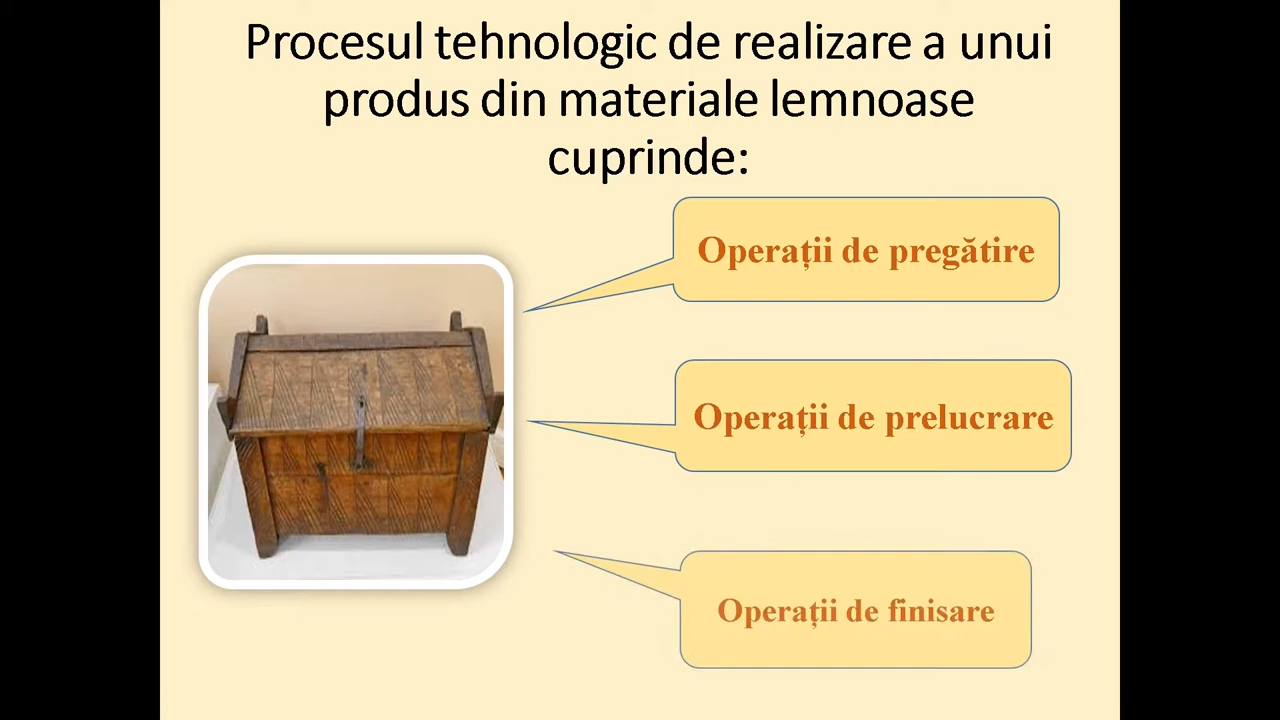 Procesul tehnologic de realizare a unui
produs din materiale lemnoase
cuprinde:
Operații de pregătire
Operații de prelucrare
Operații de finisare